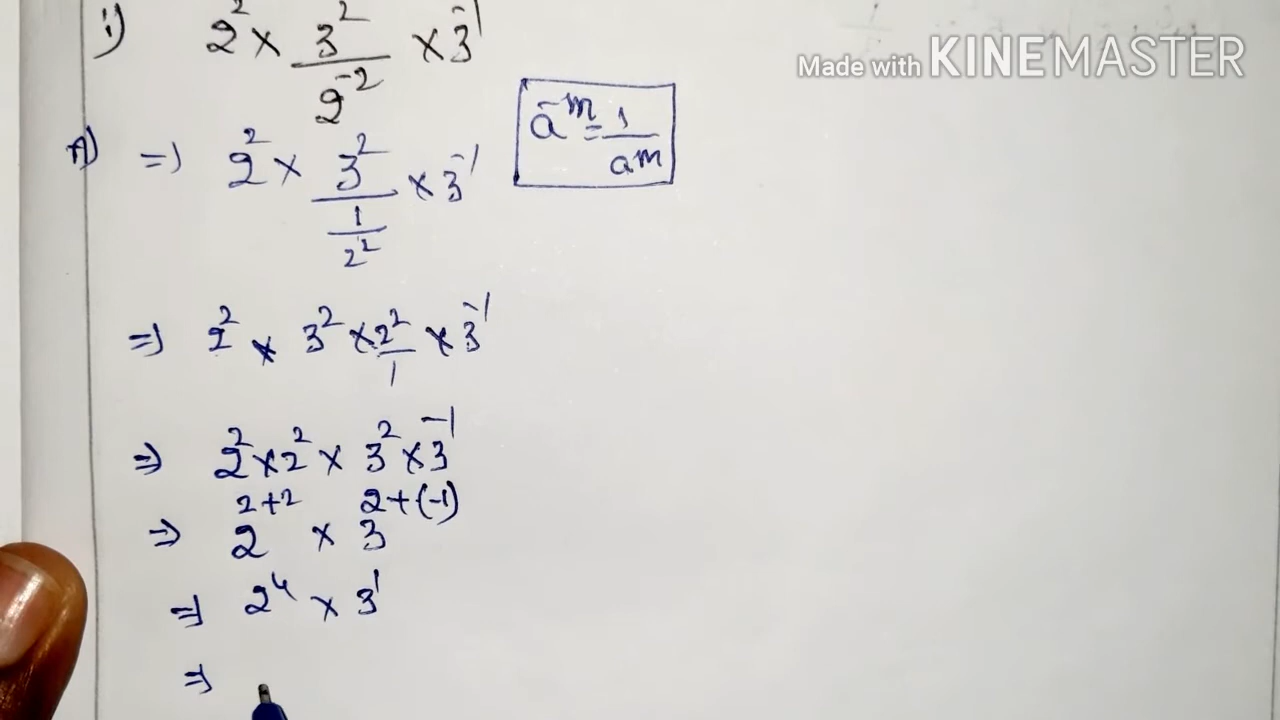 i) 2² × 3²/2⁻² × 3⁻¹
Made with KINEMASTER
a⁻ᵐ = 1/aᵐ
A) => 2² × 3²/(1/2²) × 3⁻¹
=> 2² × 3² × 2²/1 × 3⁻¹
=> 2² × 2² × 3² × 3⁻¹
=> 2²⁺² × 3²⁺⁽⁻¹⁾
=> 2⁴ × 3¹
=>